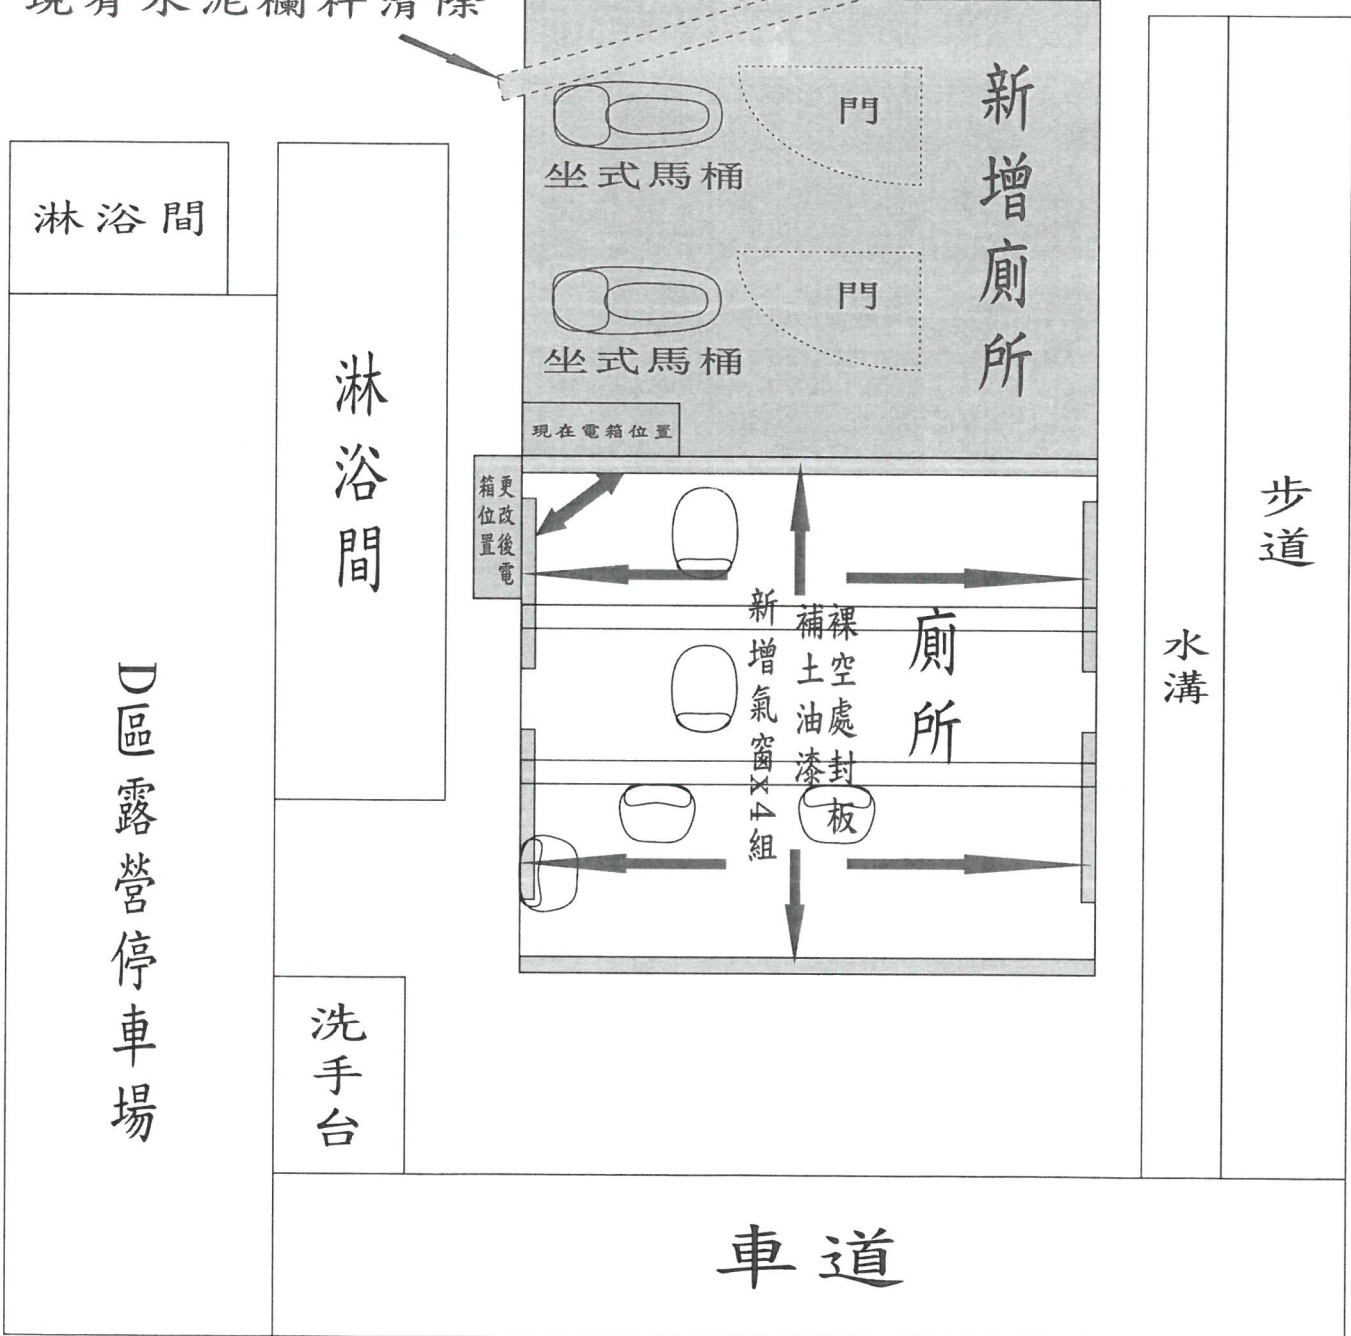 現有水泥欄杆清除
門
坐式馬桶
門
坐式馬桶
新增廁所
現在電箱位置
淋浴間
淋浴間
更改後電
箱位置
廁所
裸空處封板
補土油漆
新增氣窗X4組
步道
水溝
D區露營停車場
洗手台
車道